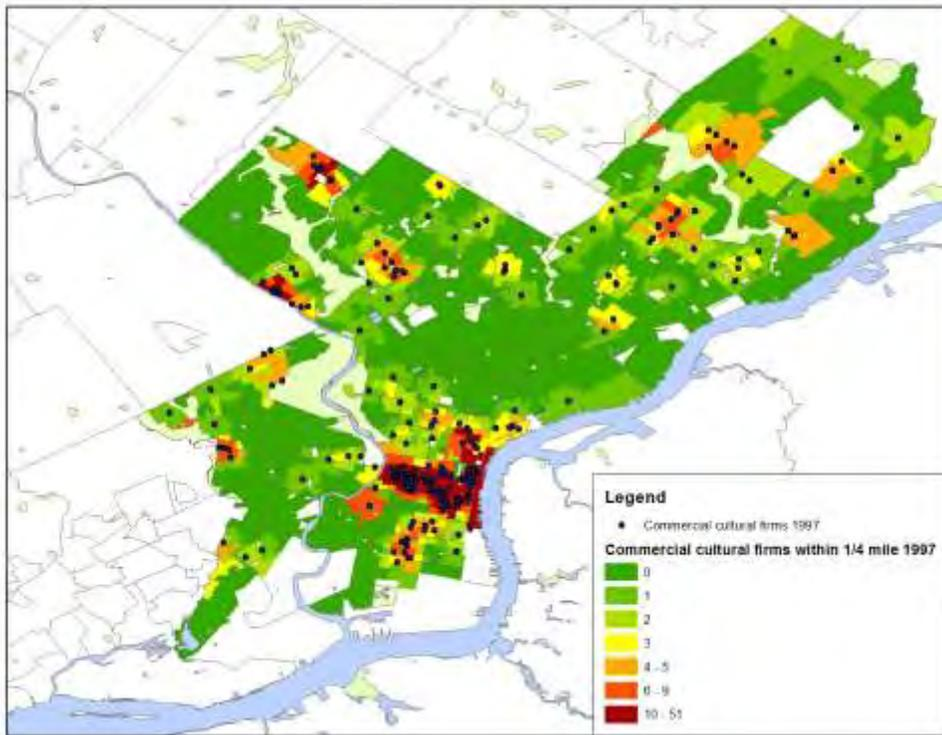 Legend
Commercial cultural firms 1997
Commercial cultural firms within 1/4 mile 1997
0
1
2
3
4 - 5
6 - 9
10 - 51